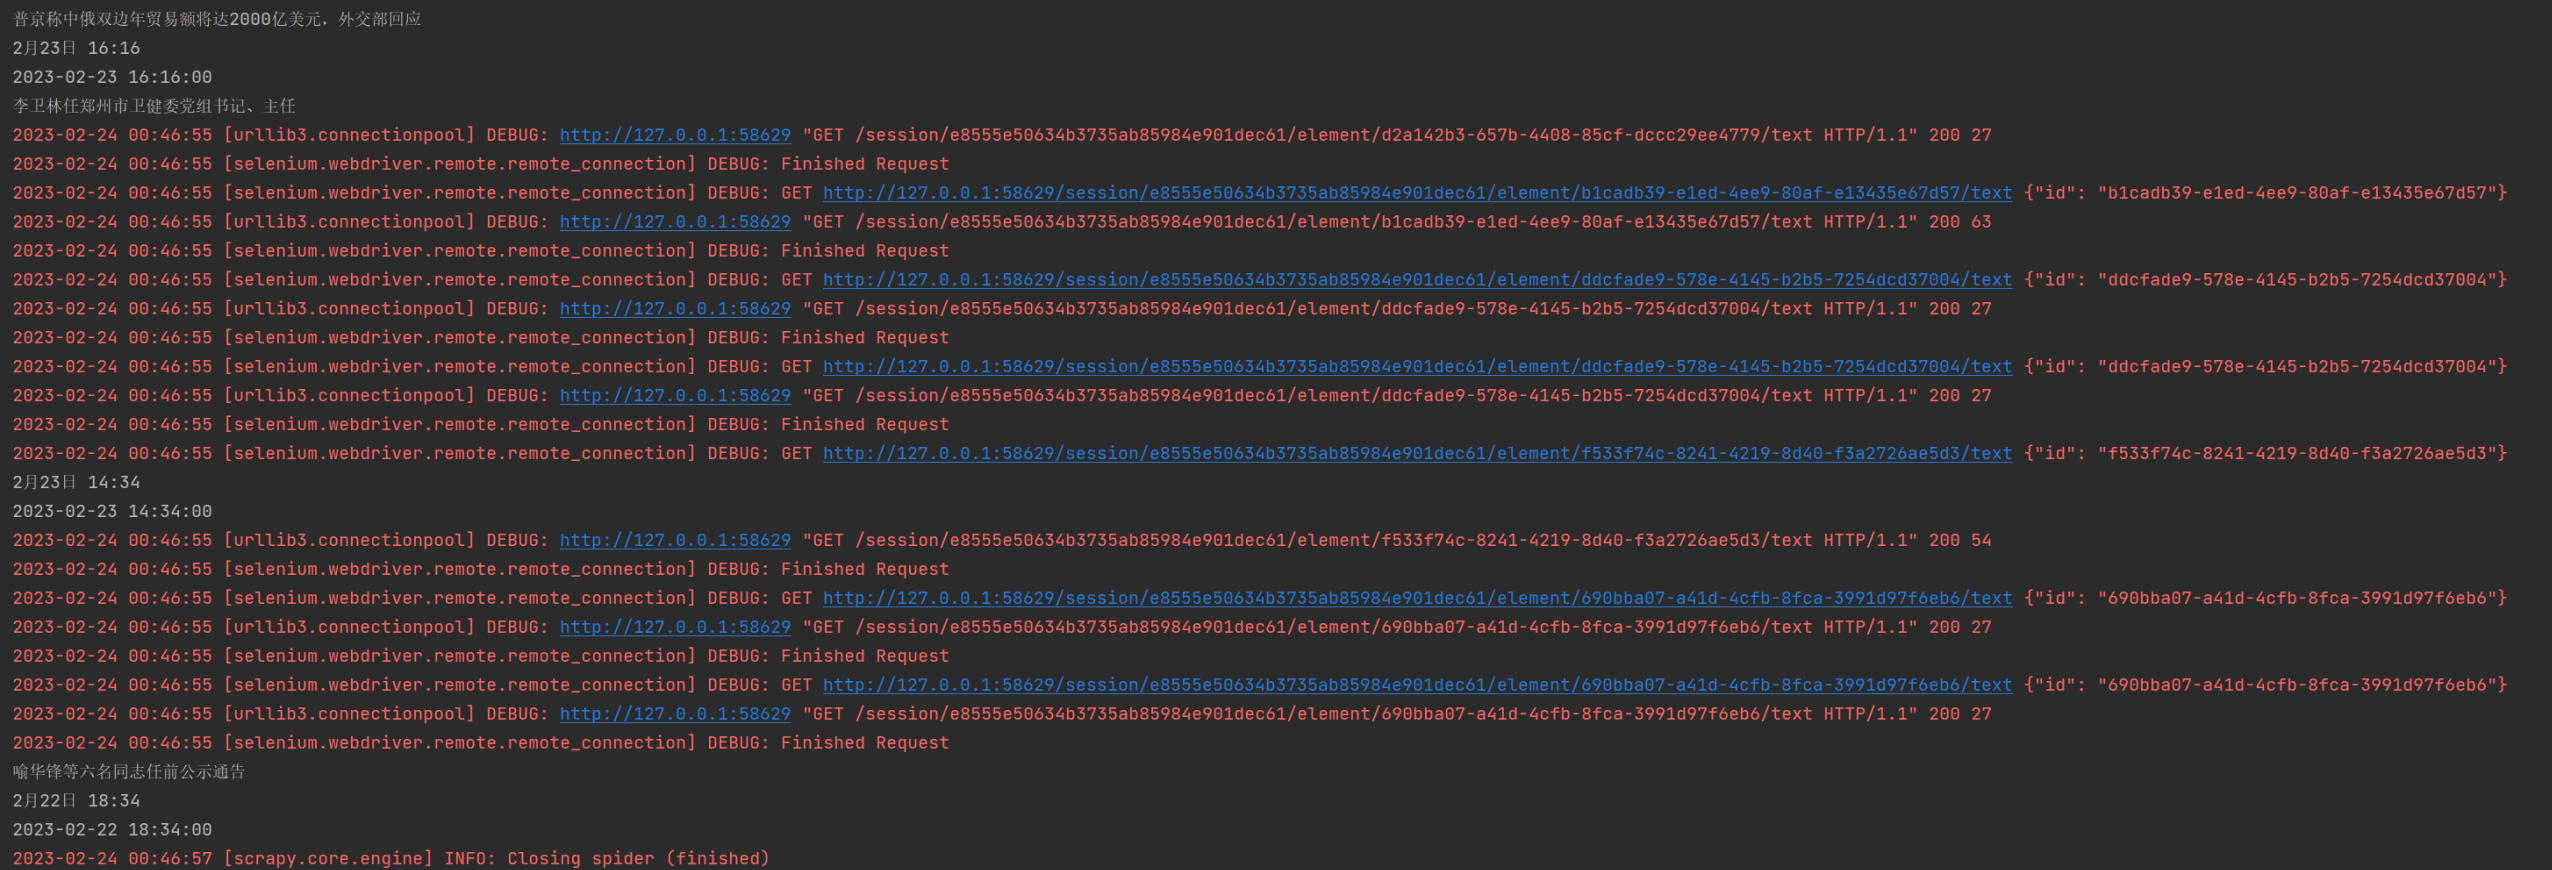 普京称中俄双边年贸易额将达2000亿美元，外交部回应
2月23日 16:16
2023-02-23 16:16:00
李卫林任郑州市卫健委党组书记、主任
2023-02-24 00:46:55 [urllib3.connectionpool] DEBUG: http://127.0.0.1:58629 "GET /session/e8555e50634b3735ab85984e901dec61/element/d2a142b3-657b-4408-85cf-dccc29ee4779/text HTTP/1.1" 200 27
2023-02-24 00:46:55 [selenium.webdriver.remote.remote_connection] DEBUG: Finished Request
2023-02-24 00:46:55 [selenium.webdriver.remote.remote_connection] DEBUG: GET http://127.0.0.1:58629/session/e8555e50634b3735ab85984e901dec61/element/b1cadb39-e1ed-4ee9-80af-e13435e67d57/text {"id": "b1cadb39-e1ed-4ee9-80af-e13435e67d57"}
2023-02-24 00:46:55 [urllib3.connectionpool] DEBUG: http://127.0.0.1:58629 "GET /session/e8555e50634b3735ab85984e901dec61/element/b1cadb39-e1ed-4ee9-80af-e13435e67d57/text HTTP/1.1" 200 63
2023-02-24 00:46:55 [selenium.webdriver.remote.remote_connection] DEBUG: Finished Request
2023-02-24 00:46:55 [selenium.webdriver.remote.remote_connection] DEBUG: GET http://127.0.0.1:58629/session/e8555e50634b3735ab85984e901dec61/element/ddcfade9-578e-4145-b2b5-7254dcd37004/text {"id": "ddcfade9-578e-4145-b2b5-7254dcd37004"}
2023-02-24 00:46:55 [urllib3.connectionpool] DEBUG: http://127.0.0.1:58629 "GET /session/e8555e50634b3735ab85984e901dec61/element/ddcfade9-578e-4145-b2b5-7254dcd37004/text HTTP/1.1" 200 27
2023-02-24 00:46:55 [selenium.webdriver.remote.remote_connection] DEBUG: Finished Request
2023-02-24 00:46:55 [selenium.webdriver.remote.remote_connection] DEBUG: GET http://127.0.0.1:58629/session/e8555e50634b3735ab85984e901dec61/element/ddcfade9-578e-4145-b2b5-7254dcd37004/text {"id": "ddcfade9-578e-4145-b2b5-7254dcd37004"}
2023-02-24 00:46:55 [urllib3.connectionpool] DEBUG: http://127.0.0.1:58629 "GET /session/e8555e50634b3735ab85984e901dec61/element/ddcfade9-578e-4145-b2b5-7254dcd37004/text HTTP/1.1" 200 27
2023-02-24 00:46:55 [selenium.webdriver.remote.remote_connection] DEBUG: Finished Request
2023-02-24 00:46:55 [selenium.webdriver.remote.remote_connection] DEBUG: GET http://127.0.0.1:58629/session/e8555e50634b3735ab85984e901dec61/element/f533f74c-8241-4219-8d40-f3a2726ae5d3/text {"id": "f533f74c-8241-4219-8d40-f3a2726ae5d3"}
2月23日 14:34
2023-02-23 14:34:00
2023-02-24 00:46:55 [urllib3.connectionpool] DEBUG: http://127.0.0.1:58629 "GET /session/e8555e50634b3735ab85984e901dec61/element/f533f74c-8241-4219-8d40-f3a2726ae5d3/text HTTP/1.1" 200 54
2023-02-24 00:46:55 [selenium.webdriver.remote.remote_connection] DEBUG: Finished Request
2023-02-24 00:46:55 [selenium.webdriver.remote.remote_connection] DEBUG: GET http://127.0.0.1:58629/session/e8555e50634b3735ab85984e901dec61/element/690bba07-a41d-4cfb-8fca-3991d97f6eb6/text {"id": "690bba07-a41d-4cfb-8fca-3991d97f6eb6"}
2023-02-24 00:46:55 [urllib3.connectionpool] DEBUG: http://127.0.0.1:58629 "GET /session/e8555e50634b3735ab85984e901dec61/element/690bba07-a41d-4cfb-8fca-3991d97f6eb6/text HTTP/1.1" 200 27
2023-02-24 00:46:55 [selenium.webdriver.remote.remote_connection] DEBUG: Finished Request
2023-02-24 00:46:55 [selenium.webdriver.remote.remote_connection] DEBUG: GET http://127.0.0.1:58629/session/e8555e50634b3735ab85984e901dec61/element/690bba07-a41d-4cfb-8fca-3991d97f6eb6/text {"id": "690bba07-a41d-4cfb-8fca-3991d97f6eb6"}
2023-02-24 00:46:55 [urllib3.connectionpool] DEBUG: http://127.0.0.1:58629 "GET /session/e8555e50634b3735ab85984e901dec61/element/690bba07-a41d-4cfb-8fca-3991d97f6eb6/text HTTP/1.1" 200 27
2023-02-24 00:46:55 [selenium.webdriver.remote.remote_connection] DEBUG: Finished Request
喻华锋等六名同志任前公示通告
2月22日 18:34
2023-02-22 18:34:00
2023-02-24 00:46:57 [scrapy.core.engine] INFO: Closing spider (finished)